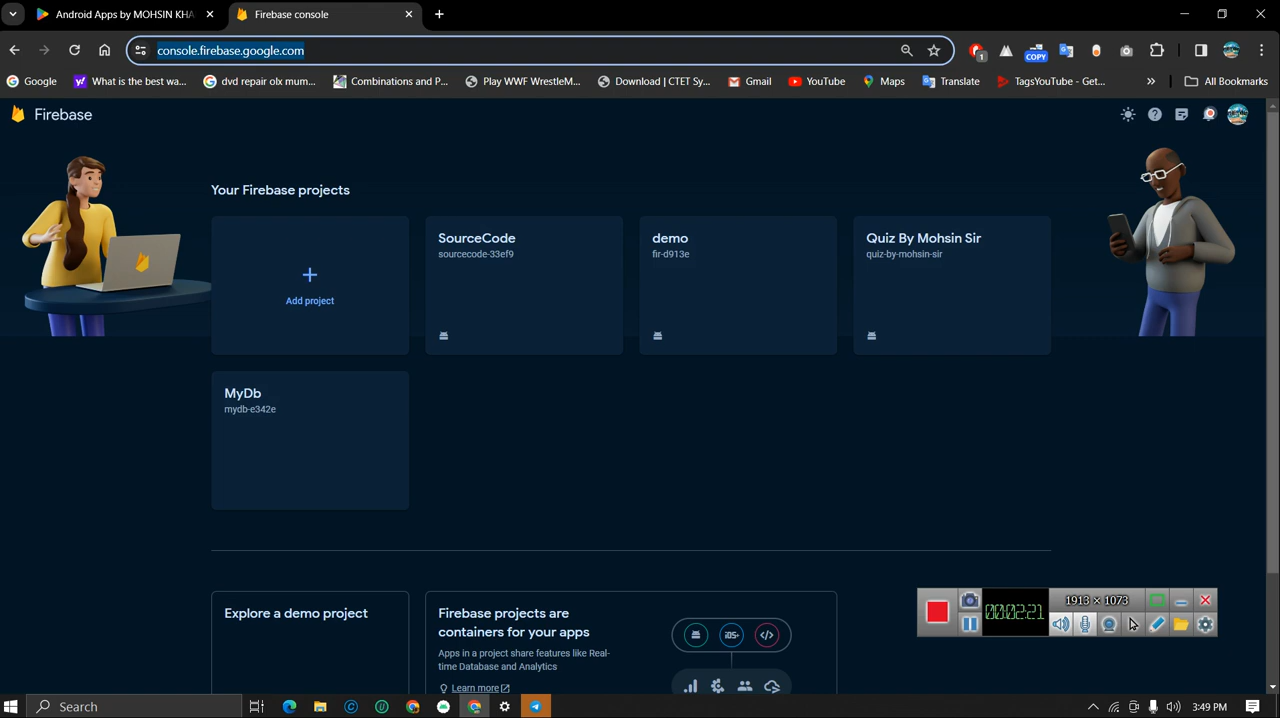 Android Apps by MOHSIN KHA
Firebase console
console.firebase.google.com
1
COPY
Google
What is the best wa...
dvd repair olx mum...
Combinations and P...
Play WWF WrestleM...
Download | CTET Sy...
Gmail
YouTube
Maps
Translate
TagsYouTube - Get...
All Bookmarks
Firebase
Your Firebase projects
Add project
SourceCode
sourcecode-33ef9
demo
fir-d913e
Quiz By Mohsin Sir
quiz-by-mohsin-sir
MyDb
mydb-e342e
Explore a demo project
Firebase projects are
containers for your apps
Apps in a project share features like Real-
time Database and Analytics
Learn more
iOS+
00:02:21
1913 × 1073
Search
3:49 PM